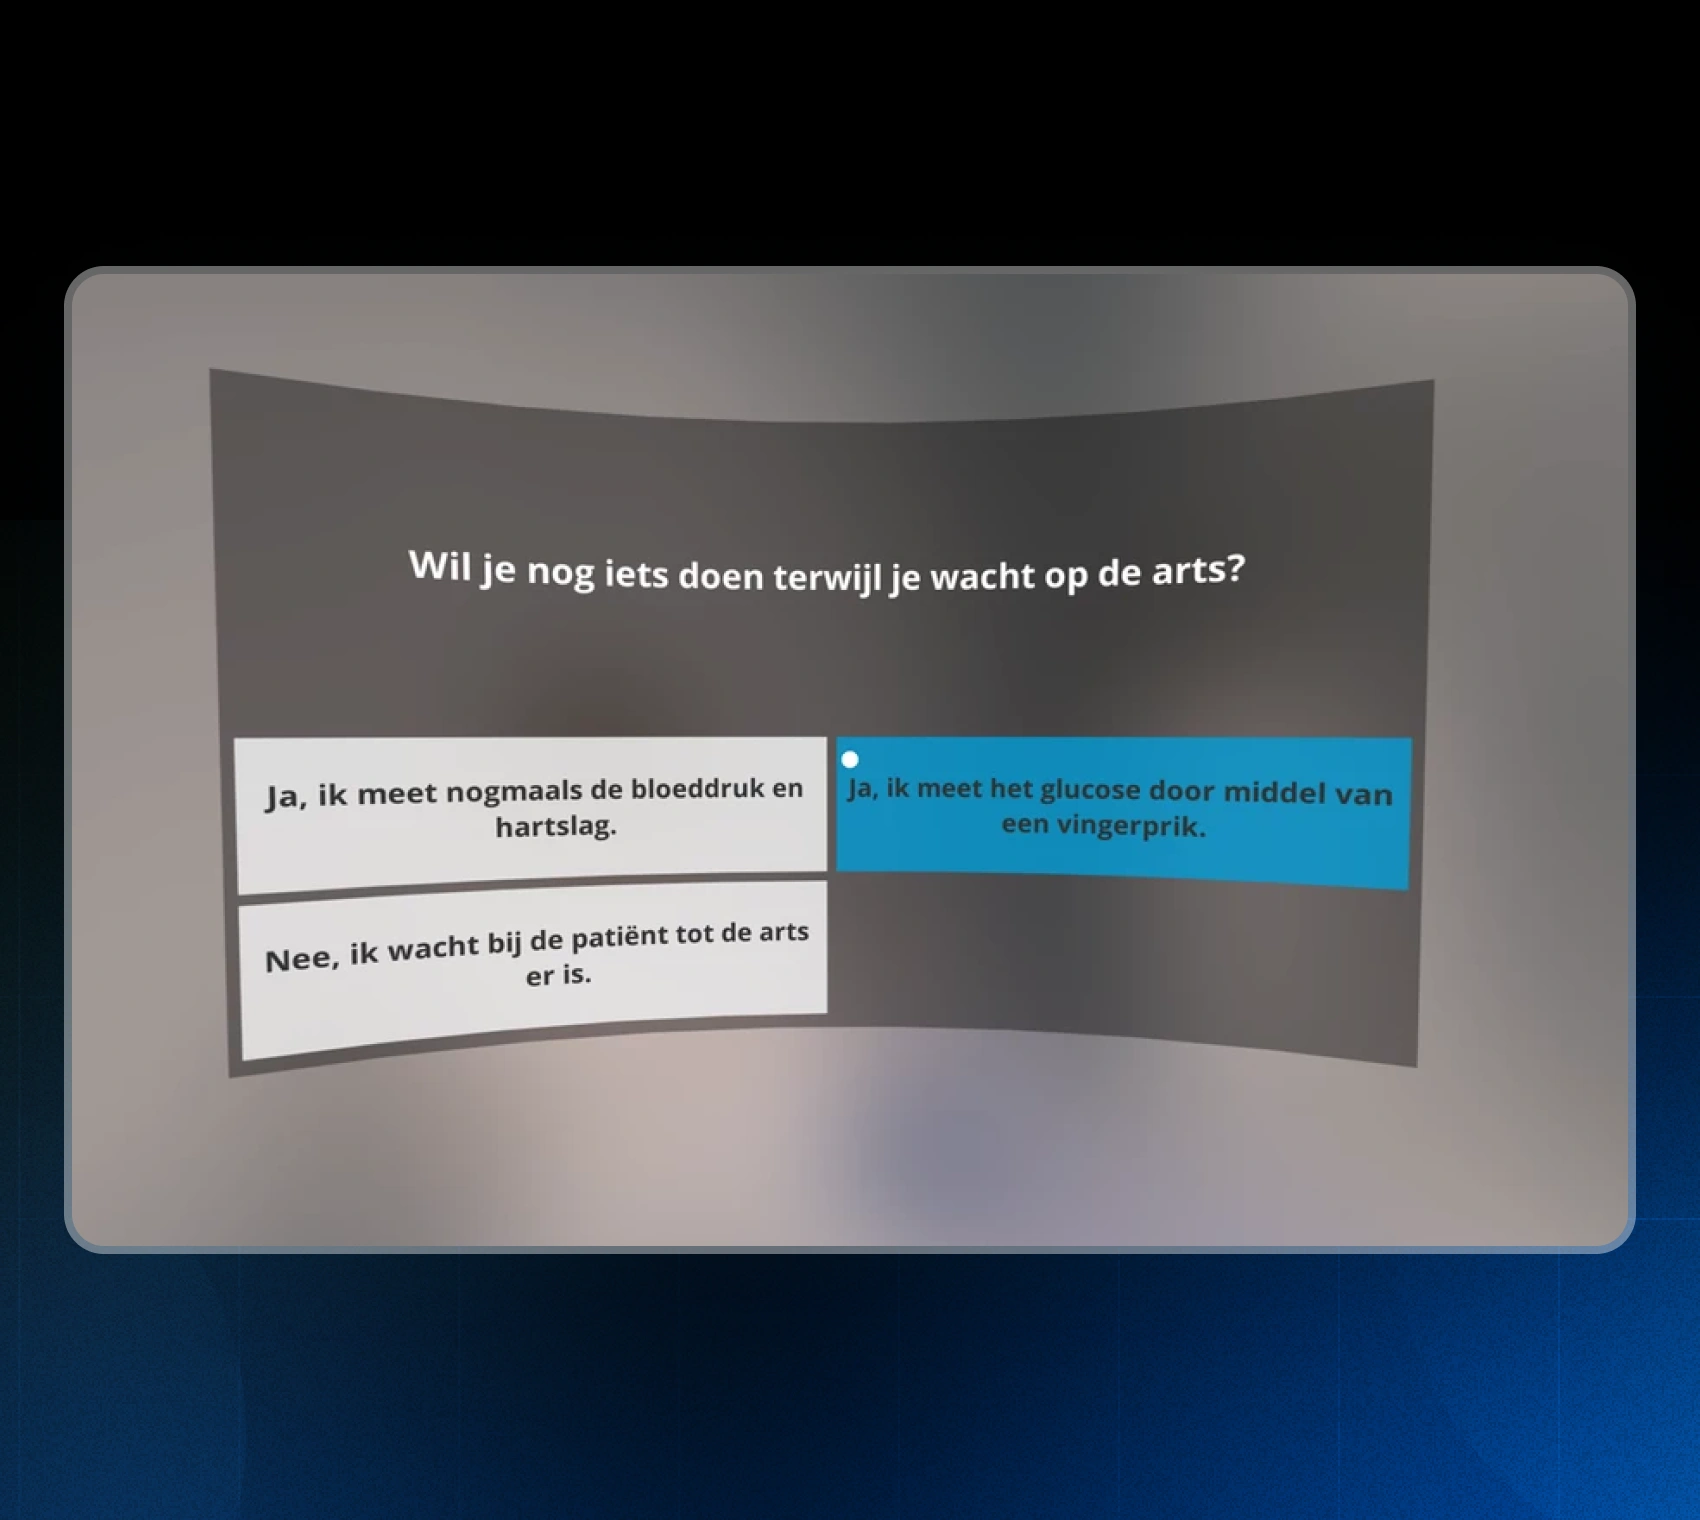 Wil je nog iets doen terwijl je wacht op de arts?
Ja, ik meet nogmaals de bloeddruk en
hartslag.
Ja, ik meet het glucose door middel van
een vingerprik.
Nee, ik wacht bij de patiënt tot de arts
er is.